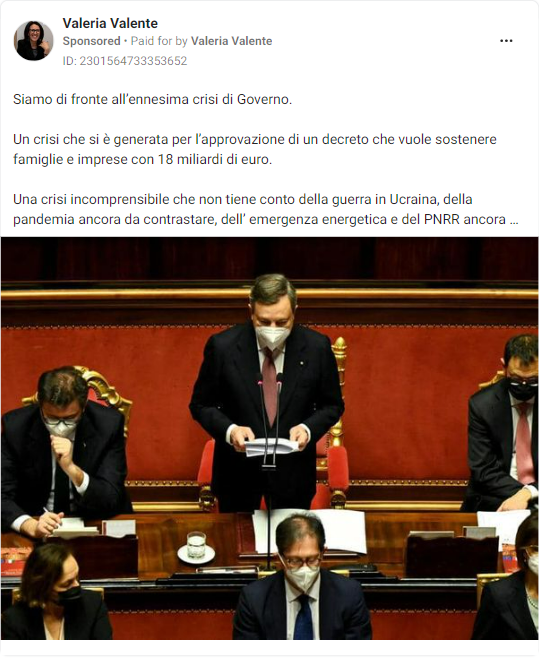 Valeria Valente
Sponsored • Paid for by Valeria Valente
ID: 2301564733353652
Siamo di fronte all'ennesima crisi di Governo.
Un crisi che si è generata per l'approvazione di un decreto che vuole sostenere
famiglie e imprese con 18 miliardi di euro.
Una crisi incomprensibile che non tiene conto della guerra in Ucraina, della
pandemia ancora da contrastare, dell' emergenza energetica e del PNRR ancora ...